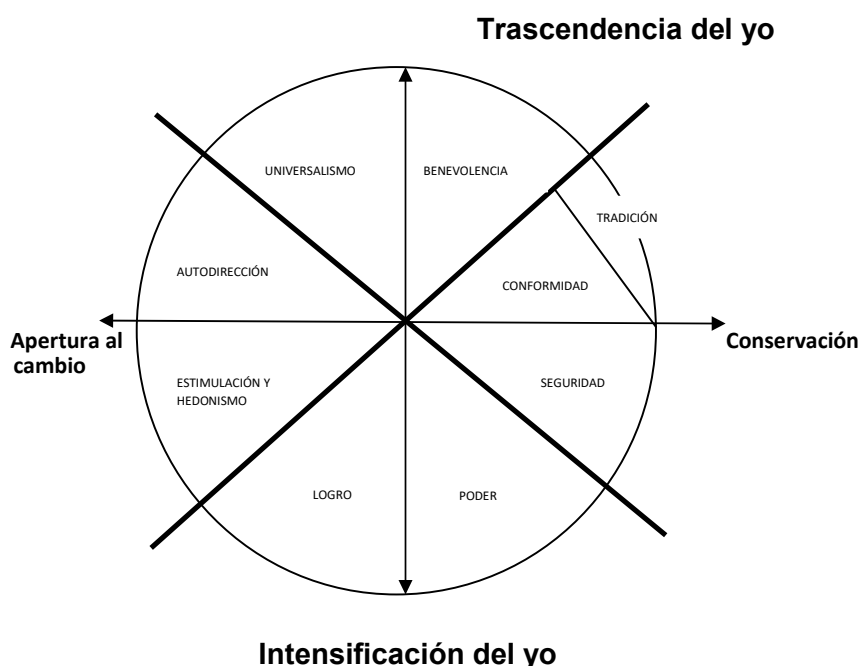 Trascendencia del yo
UNIVERSALISMO
BENEVOLENCIA
TRADICIÓN
AUTODIRECCIÓN
CONFORMIDAD
Apertura al
cambio
Conservación
ESTIMULACIÓN Y
HEDONISMO
SEGURIDAD
LOGRO
PODER
Intensificación del yo